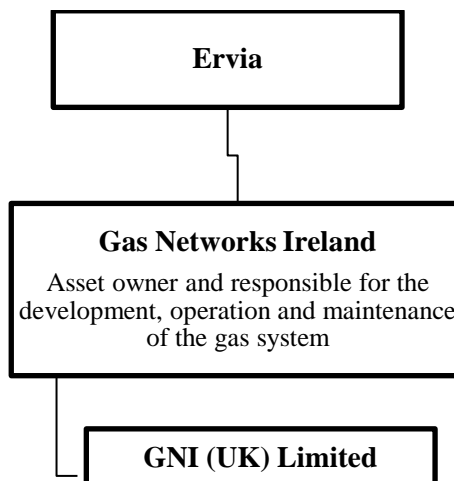 Ervia
Gas Networks Ireland
Asset owner and responsible for the
development, operation and maintenance
of the gas system
GNI (UK) Limited